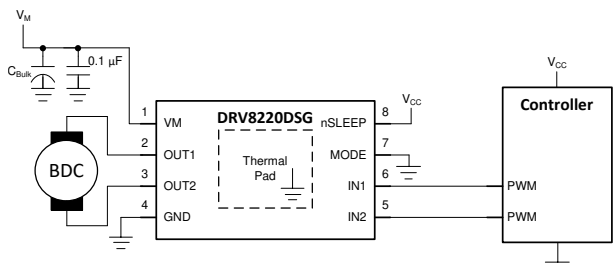 VM
CBulk
0.1 µF
DRV8220DSG
1
VM
2
OUT1
3
OUT2
4
GND
Thermal
Pad
8
nSLEEP
7
MODE
6
IN1
5
IN2
VCC
BDC
VCC
Controller
PWM
PWM